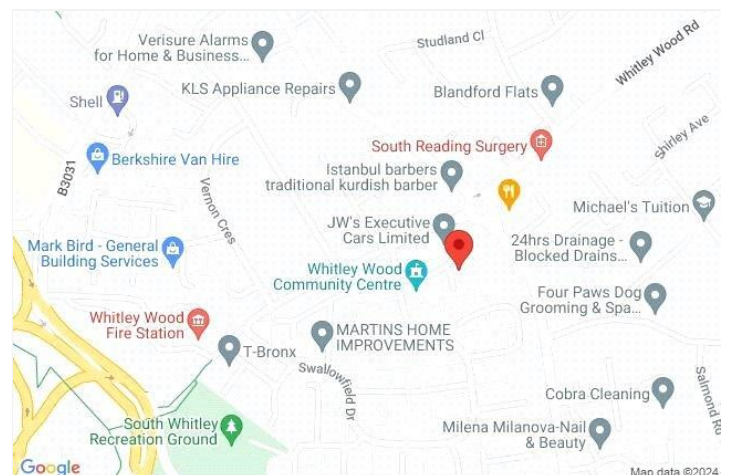 Verisure Alarms
for Home & Business...
Studland Cl
Whitley Wood Rd
KLS Appliance Repairs
Blandford Flats
Shell
Shirley Ave
South Reading Surgery
Berkshire Van Hire
B3031
Istanbul barbers
traditional kurdish barber
Vernon Cres
Michael's Tuition
JW's Executive
Cars Limited
24hrs Drainage -
Blocked Drains...
Mark Bird - General
Building Services
Whitley Wood
Community Centre
Four Paws Dog
Grooming & Spa...
Whitley Wood
Fire Station
MARTINS HOME
IMPROVEMENTS
T-Bronx
Swallowfield Dr
Salmond Rd
Cobra Cleaning
South Whitley
Recreation Ground
Milena Milanova-Nail
& Beauty
Google
Map data ©2024